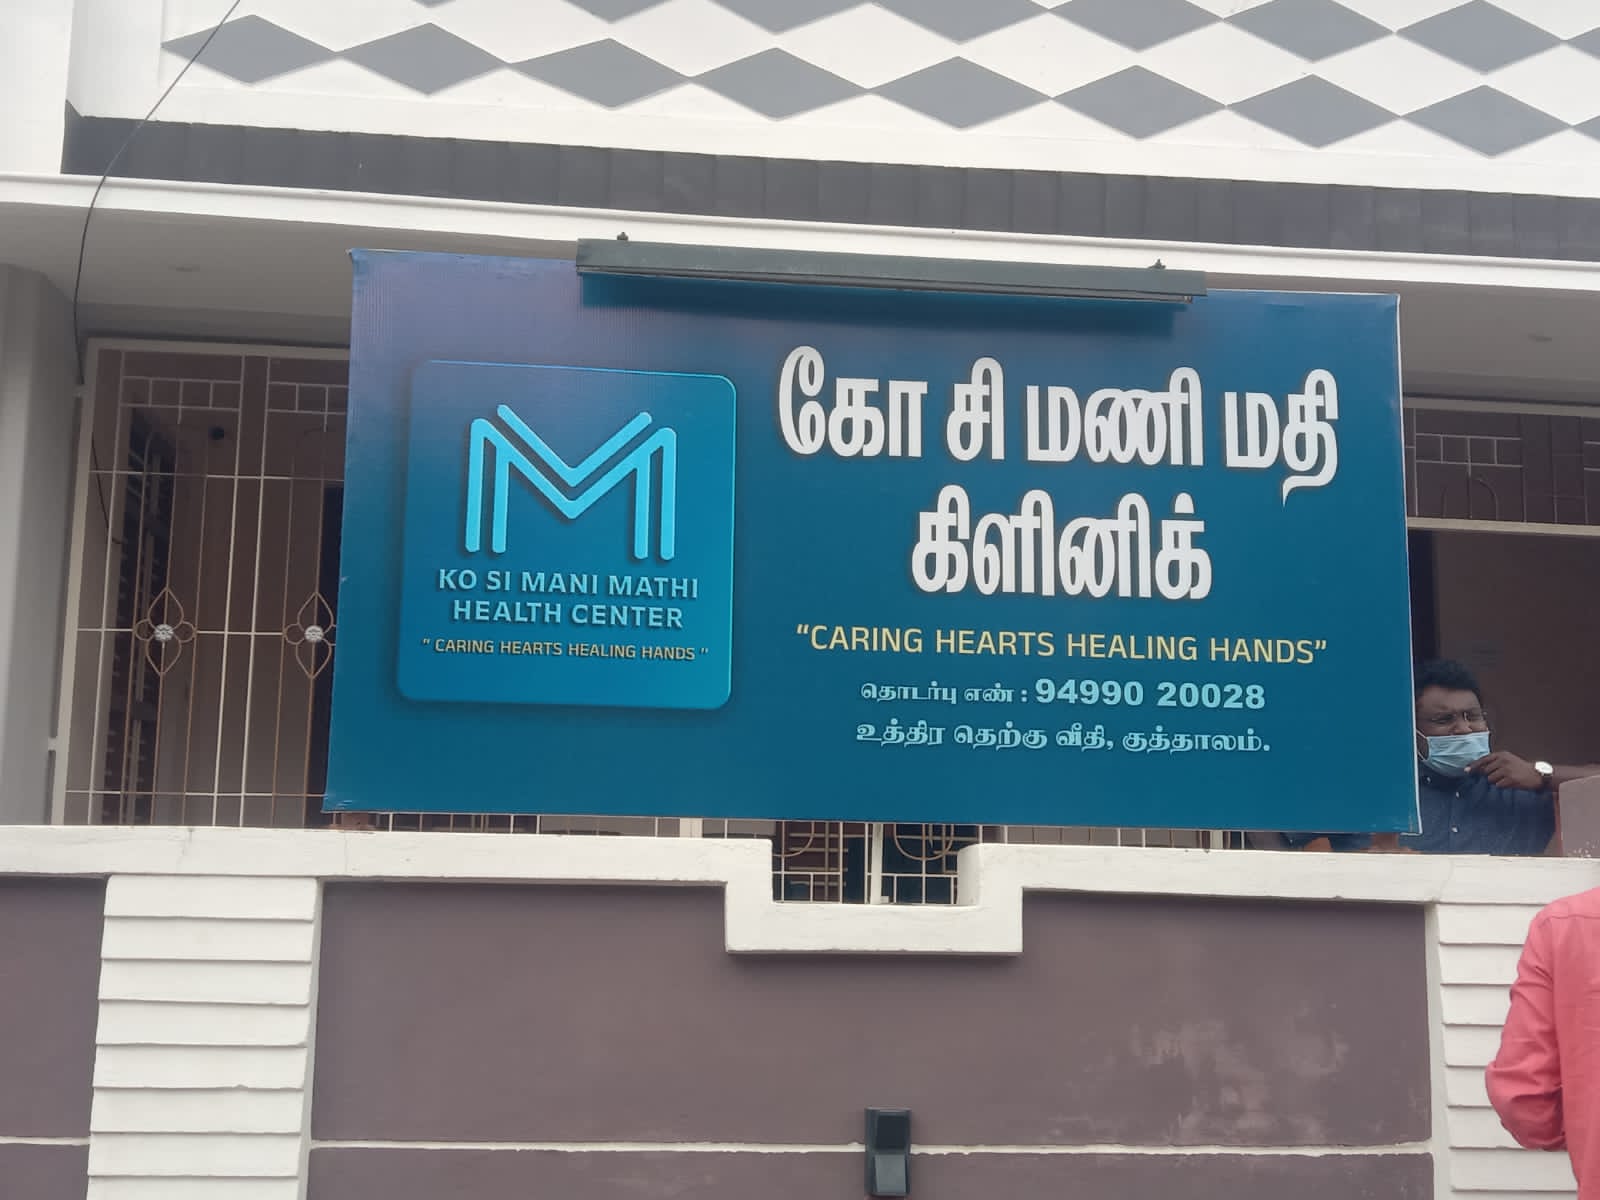 KO SI MANI MATHI
HEALTH CENTER
" CARING HEARTS HEALING HANDS "
கோ சி மணி மதி
கிளினிக்
“CARING HEARTS HEALING HANDS”
தொடர்பு எண் : 94990 20028
உத்திர தெற்கு வீதி, குத்தாலம்.